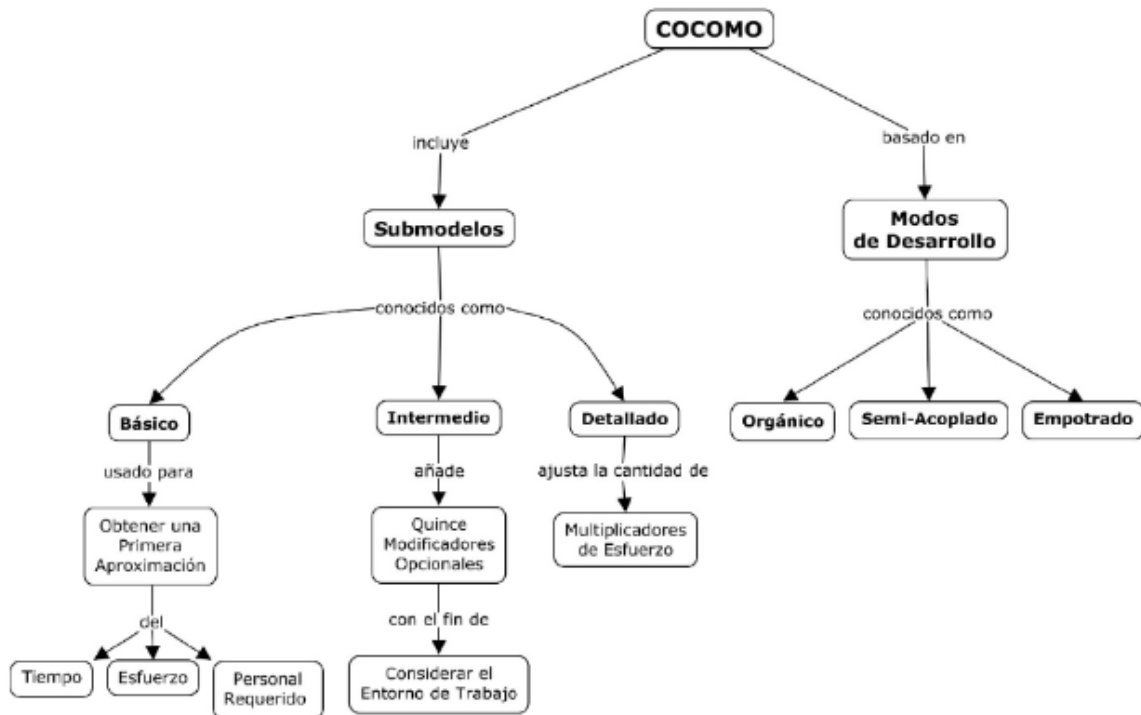 COCOMO
incluye
basado en
Submodelos
Modos
de Desarrollo
conocidos como
conocidos como
Básico
Intermedio
Detallado
Orgánico
Semi-Acoplado
Empotrado
usado para
añade
ajusta la cantidad de
Obtener una
Primera
Aproximación
Quince
Modificadores
Opcionales
Multiplicadores
de Esfuerzo
del
con el fin de
Tiempo
Esfuerzo
Personal
Requerido
Considerar el
Entorno de Trabajo